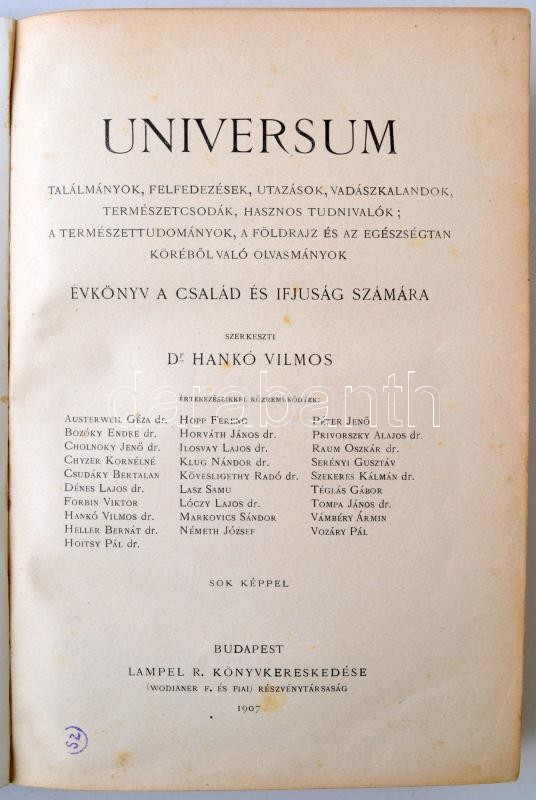 UNIVERSUM
TALÁLMÁNYOK, FELFEDEZÉSEK, UTAZÁSOK, VADÁSZKALANDOK,
TERMÉSZETCSODÁK, HASZNOS TUDNIVALÓK;
A TERMÉSZETTUDOMÁNYOK, A FÖLDRAJZ ÉS AZ EGÉSZSÉGTAN
KÖRÉBŐL VALÓ OLVASMÁNYOK
ÉVKÖNYV A CSALÁD ÉS IFJUSÁG SZÁMÁRA
SZERKESZTI
Dr HANKÓ VILMOS
ÉRTEKEZÉSEIKKEL KÖZREMŰKÖDTEK:
AUSTERWEIL GÉZA dr.
BOZÓKY ENDRE dr.
CHOLNOKY JENŐ dr.
CHYZER KORNÉLNÉ
CSUDÁKY BERTALAN
DÉNES LAJOS dr.
FORBIN VIKTOR
HANKÓ VILMOS dr.
HELLER BERNÁT dr.
HOITSY PÁL dr.
HOPP FERENC
HORVÁTH JÁNOS dr.
ILOSVAY LAJOS dr.
KLUG NÁNDOR dr.
KÖVESLIGETHY RADÓ dr.
LASZ SAMU
LÓCZY LAJOS dr.
MARKOVICS SÁNDOR
NÉMETH JÓZSEF
PÉTER JENŐ
PRIVORSZKY ALAJOS dr.
RAUM OSZKÁR dr.
SERÉNYI GUSZTÁV
SZEKERES KÁLMÁN dr.
TÉGLÁS GÁBOR
TOMPA JÁNOS dr.
VÁMBÉRY ÁRMIN
VOZÁRY PÁL
darabanth
SOK KÉPPEL
BUDAPEST
LAMPEL R. KÖNYVKERESKEDÉSE
(WODIANER F. ÉS FIAI) RÉSZVÉNYTÁRSASÁG
1907